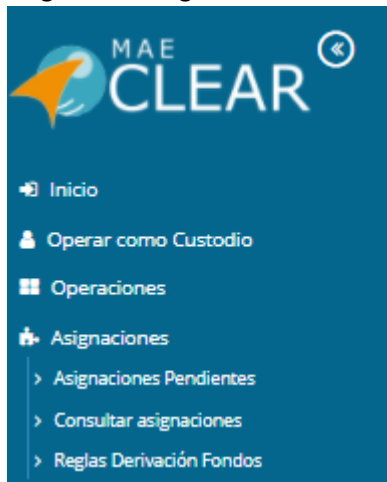 MAE
CLEAR
Inicio
Operar como Custodio
Operaciones
Asignaciones
Asignaciones Pendientes
Consultar asignaciones
Reglas Derivación Fondos